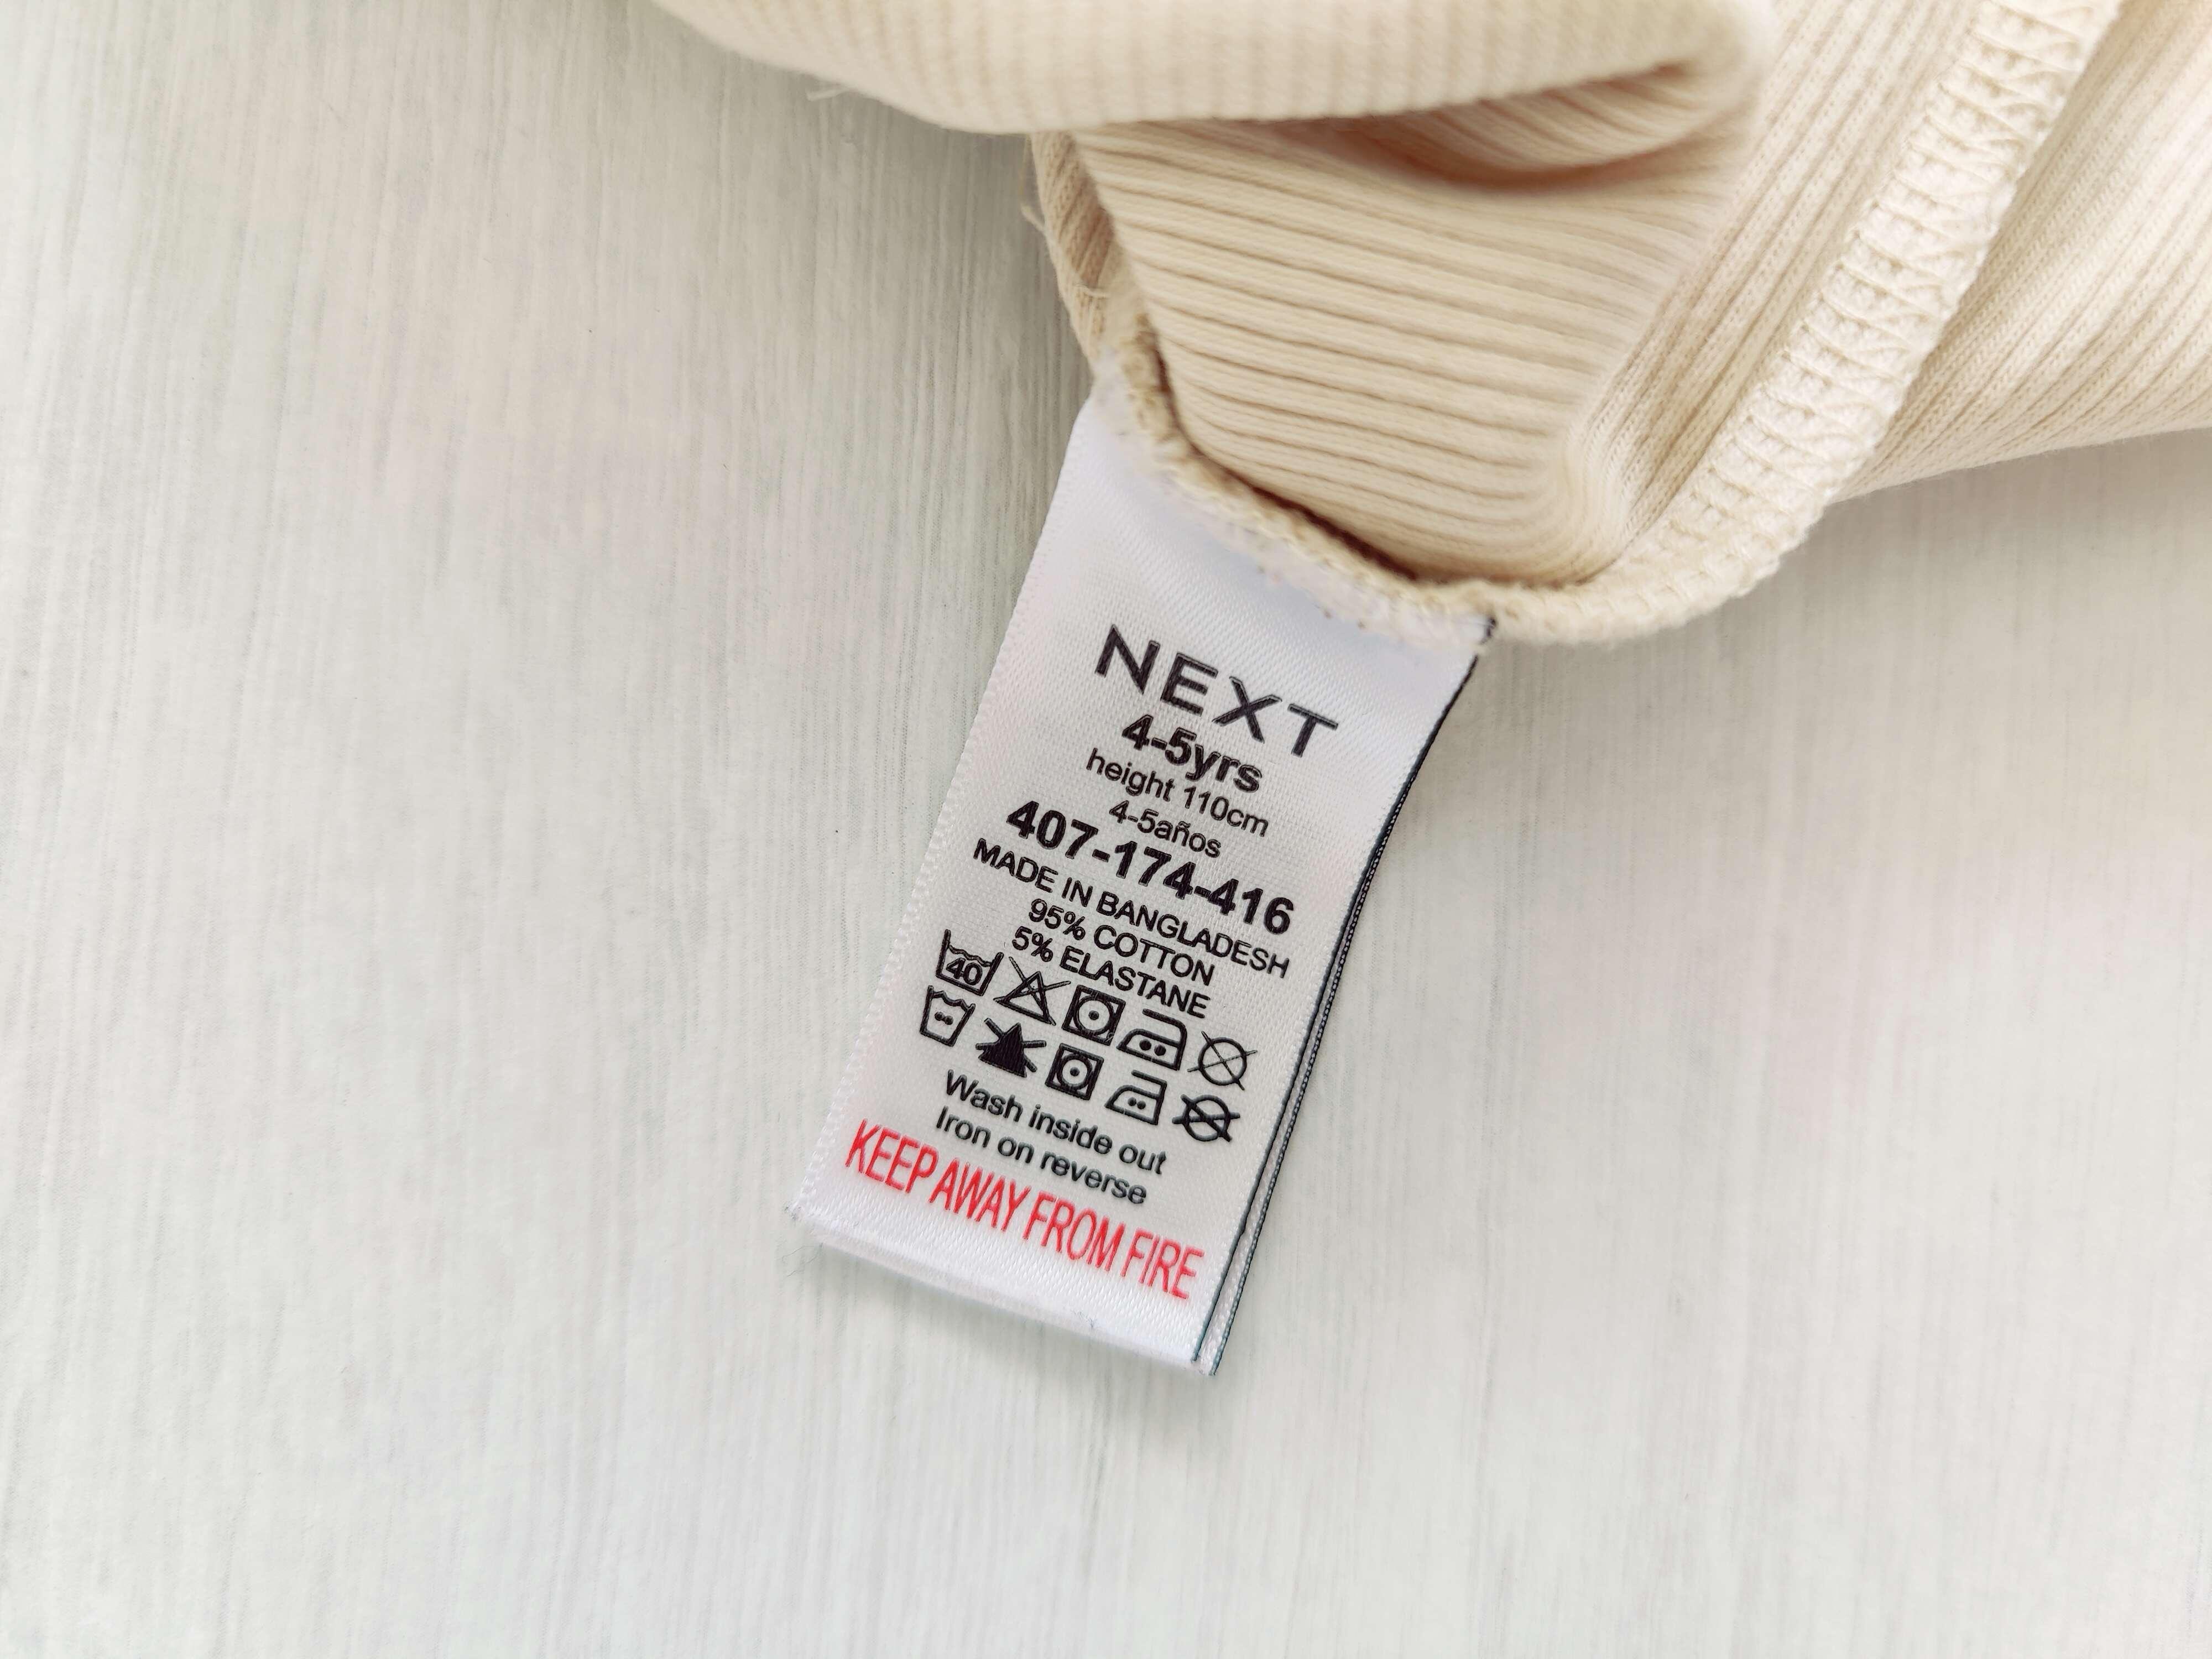 NEXT
4-5yrs
height 110cm
4-5años
407-174-416
MADE IN BANGLADESH
95% COTTON
5% ELASTANE
40
Wash inside out
Iron on reverse
KEEP AWAY FROM FIRE